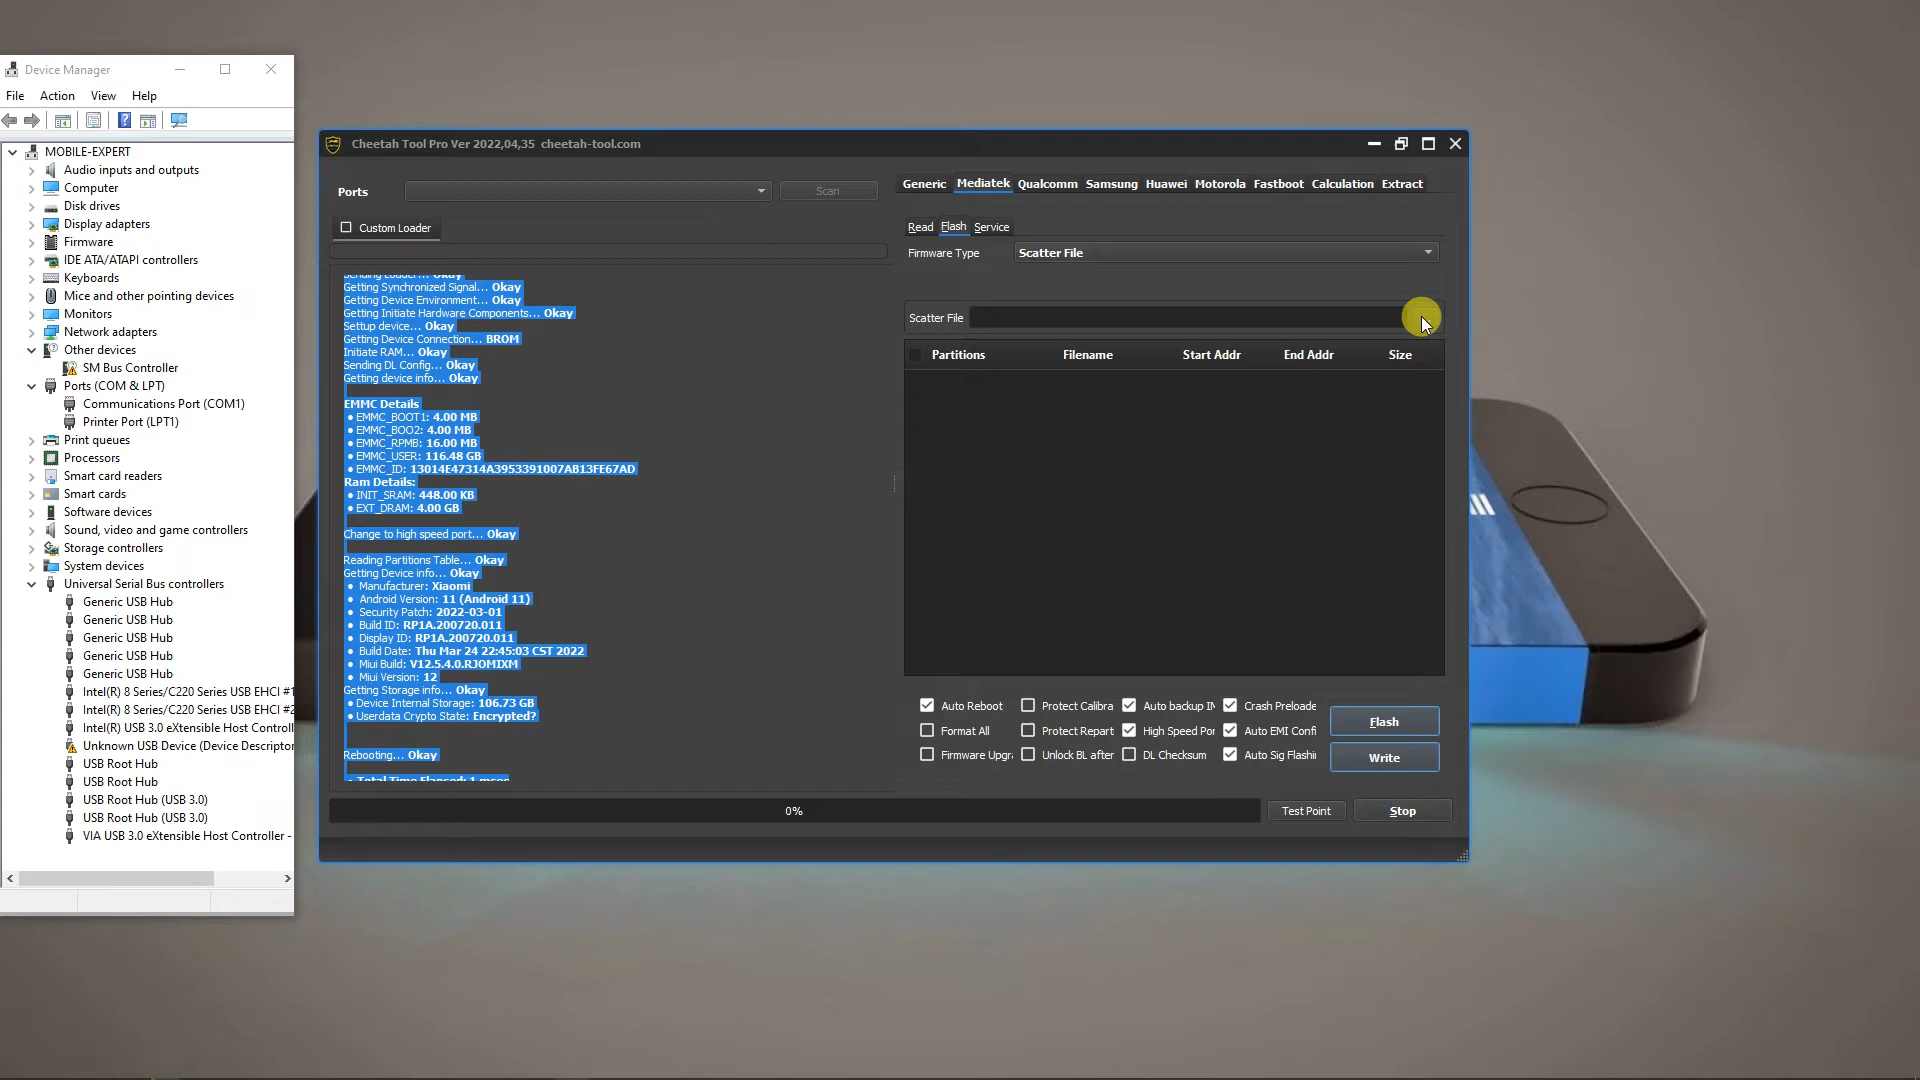 Device Manager
File Action View Help
MOBILE-EXPERT
Audio inputs and outputs
Computer
Disk drives
Display adapters
Firmware
IDE ATA/ATAPI controllers
Keyboards
Mice and other pointing devices
Monitors
Network adapters
Other devices
SM Bus Controller
Ports (COM & LPT)
Communications Port (COM1)
Printer Port (LPT1)
Print queues
Processors
Smart card readers
Smart cards
Software devices
Sound, video and game controllers
Storage controllers
System devices
Universal Serial Bus controllers
Generic USB Hub
Generic USB Hub
Generic USB Hub
Generic USB Hub
Generic USB Hub
Intel(R) 8 Series/C220 Series USB EHCI #1
Intel(R) 8 Series/C220 Series USB EHCI #2
Intel(R) USB 3.0 eXtensible Host Controll
Unknown USB Device (Device Descriptor
USB Root Hub
USB Root Hub
USB Root Hub (USB 3.0)
USB Root Hub (USB 3.0)
VIA USB 3.0 eXtensible Host Controller -
Cheetah Tool Pro Ver 2022,04,35 cheetah-tool.com
Ports
Scan
Custom Loader
Sending Loader... Okay
Getting Synchronized Signal... Okay
Getting Device Environment... Okay
Getting Initiate Hardware Components... Okay
Settup device... Okay
Getting Device Connection... BROM
Initiate RAM... Okay
Sending DL Config... Okay
Getting device info... Okay
EMMC Details
• EMMC_BOOT1: 4.00 MB
• EMMC_BOO2: 4.00 MB
• EMMC_RPMB: 16.00 MB
• EMMC_USER: 116.48 GB
• EMMC_ID: 13014E47314A3953391007AB13FE67AD
Ram Details:
• INIT_SRAM: 448.00 KB
• EXT_DRAM: 4.00 GB
Change to high speed port... Okay
Reading Partitions Table... Okay
Getting Device info... Okay
• Manufacturer: Xiaomi
• Android Version: 11 (Android 11)
• Security Patch: 2022-03-01
• Build ID: RP1A.200720.011
• Display ID: RP1A.200720.011
• Build Date: Thu Mar 24 22:45:03 CST 2022
• Miui Build: V12.5.4.0.RJOMIXM
• Miui Version: 12
Getting Storage info... Okay
• Device Internal Storage: 106.73 GB
• Userdata Crypto State: Encrypted?
Rebooting... Okay
• Total Time Elapsed: 1 msec
Generic Mediatek Qualcomm Samsung Huawei Motorola Fastboot Calculation Extract
Read Flash Service
Firmware Type Scatter File
Scatter File
Partitions Filename Start Addr End Addr Size
Auto Reboot Protect Calibra Auto backup IM Crash Preloade
Format All Protect Repart High Speed Por Auto EMI Confi
Firmware Upgra Unlock BL after DL Checksum Auto Sig Flashin
Flash
Write
0%
Test Point
Stop